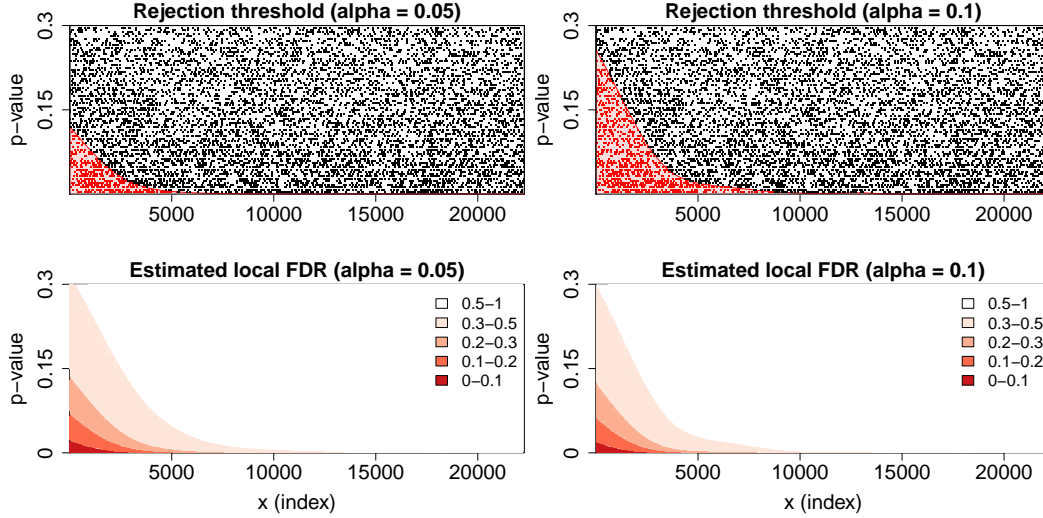 Rejection threshold (alpha = 0.05)
p−value
0.15
0.3
5000 10000 15000 20000
Rejection threshold (alpha = 0.1)
p−value
0.15
0.3
5000 10000 15000 20000
Estimated local FDR (alpha = 0.05)
p−value
0
0.15
0.3
0.5−1
0.3−0.5
0.2−0.3
0.1−0.2
0−0.1
5000 10000 15000 20000
x (index)
Estimated local FDR (alpha = 0.1)
p−value
0
0.15
0.3
0.5−1
0.3−0.5
0.2−0.3
0.1−0.2
0−0.1
5000 10000 15000 20000
x (index)